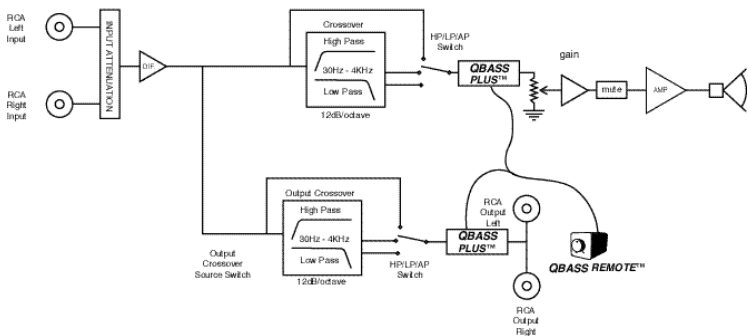 RCA
Left
Input
INPUT ATTENUATION
DIF.
RCA
Right
Input
Crossover
High Pass
30Hz - 4KHz
Low Pass
12dB/octave
HP/LP/AP
Switch
QBASS
PLUS™
gain
mute
AMP
Output Crossover
High Pass
30Hz - 4KHz
Low Pass
12dB/octave
Output
Crossover
Source Switch
HP/LP/AP
Switch
QBASS
PLUS™
RCA
Output
Left
QBASS REMOTE™
RCA
Output
Right